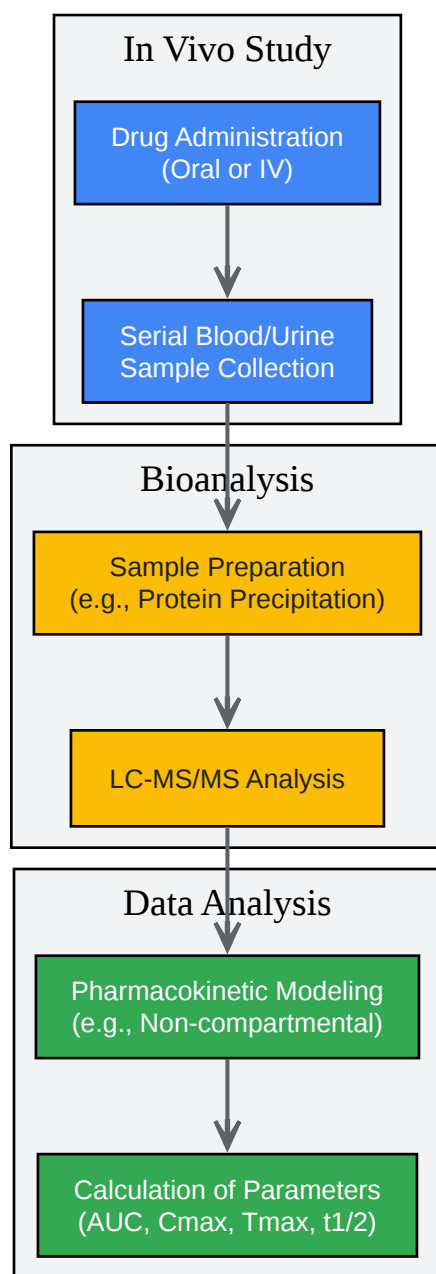 In Vivo Study
Drug Administration
(Oral or IV)
Serial Blood/Urine
Sample Collection
Bioanalysis
Sample Preparation
(e.g., Protein Precipitation)
LC-MS/MS Analysis
Data Analysis
Pharmacokinetic Modeling
(e.g., Non-compartmental)
Calculation of Parameters
(AUC, Cmax, Tmax, t1/2)